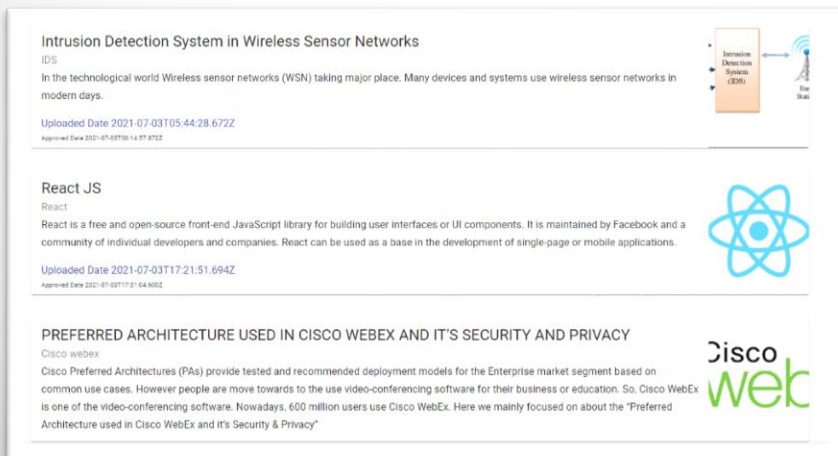 Intrusion Detection System in Wireless Sensor Networks
IDS
In the technological world Wireless sensor networks (WSN) taking major place. Many devices and systems use wireless sensor networks in
modern days.
Uploaded Date 2021-07-03T05:44:28.672Z
Approved Date
Intrusion
Detection
System
(IDS)
React JS
React
React is a free and open-source front-end JavaScript library for building user interfaces or UI components. It is maintained by Facebook and a
community of individual developers and companies. React can be used as a base in the development of single-page or mobile applications.
Uploaded Date 2021-07-03T17:21:51.694Z
Approved Date
PREFERRED ARCHITECTURE USED IN CISCO WEBEX AND IT'S SECURITY AND PRIVACY
Cisco webex
Cisco Preferred Architectures (PAs) provide tested and recommended deployment models for the Enterprise market segment based on
common use cases. However people are move towards to the use video-conferencing software for their business or education. So, Cisco WebEx
is one of the video-conferencing software. Nowadays, 600 million users use Cisco WebEx. Here we mainly focused on about the "Preferred
Architecture used in Cisco WebEx and it's Security & Privacy"
Cisco
web